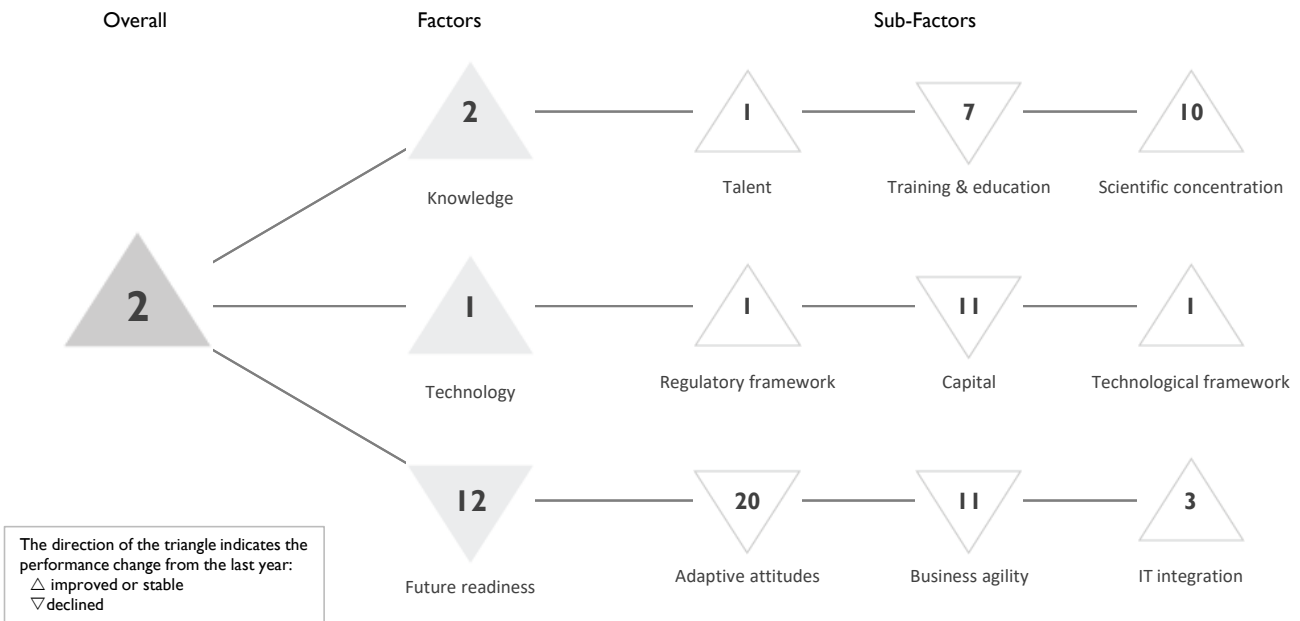 Overall
Factors
Sub-Factors
2
2
Knowledge
1
Talent
7
Training & education
10
Scientific concentration
1
Technology
1
Regulatory framework
11
Capital
1
Technological framework
12
Future readiness
20
Adaptive attitudes
11
Business agility
3
IT integration
The direction of the triangle indicates the
performance change from the last year:
△ improved or stable
▽ declined